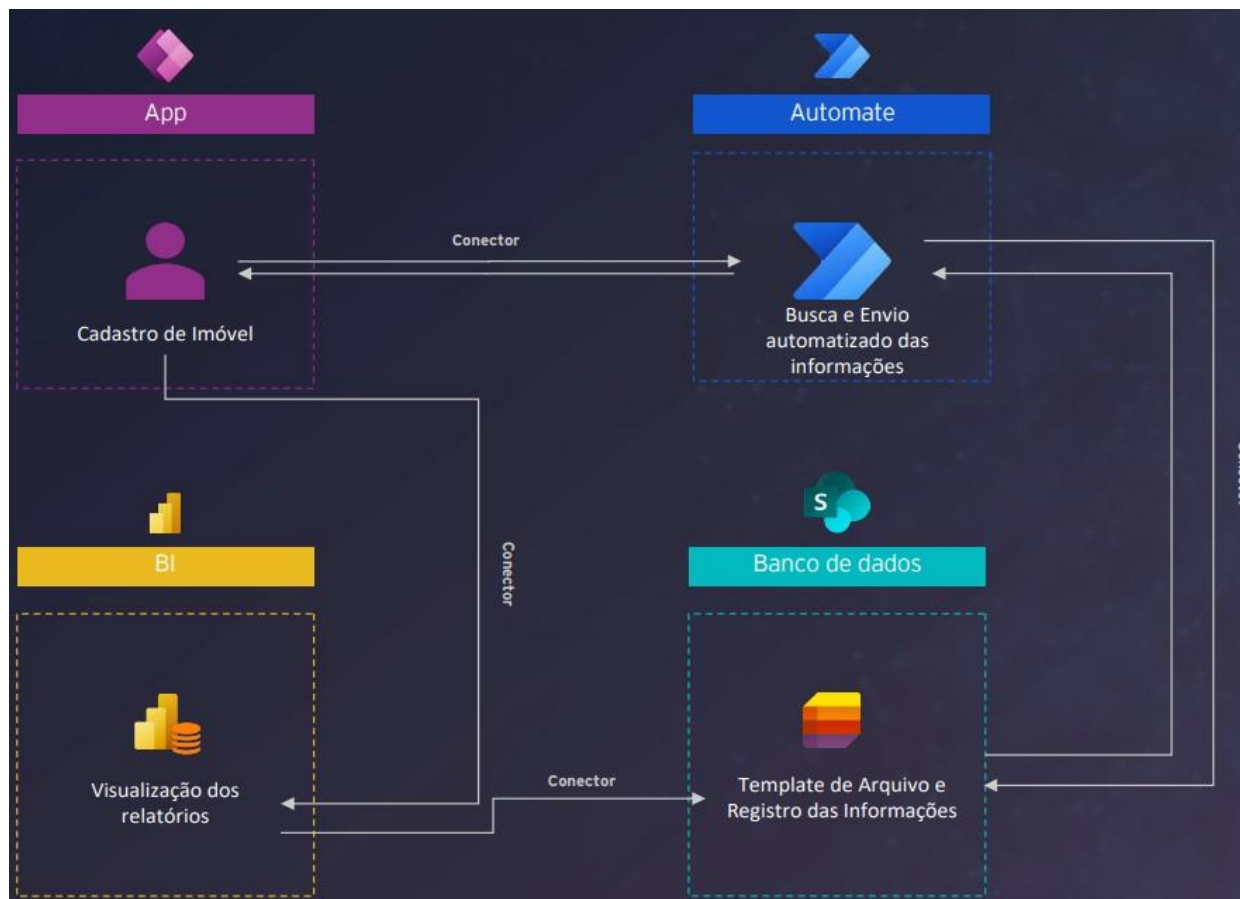 App
Automate
Conector
Cadastro de Imóvel
Busca e Envio
automatizado das
informações
S
BI
Banco de dados
Conector
Conector
Visualização dos
relatórios
Template de Arquivo e
Registro das Informações